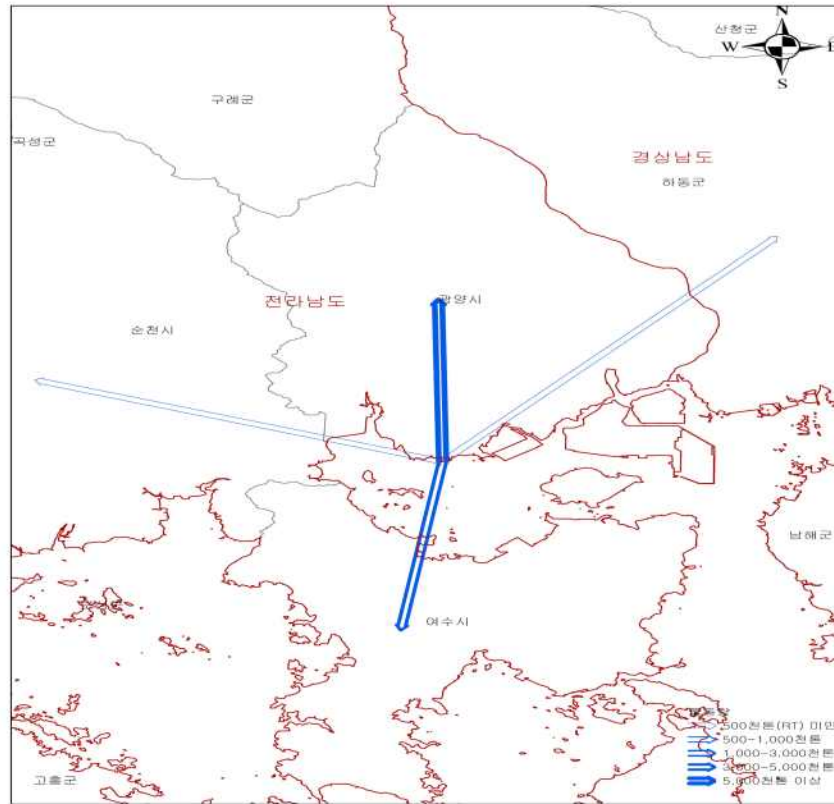 N
산청군
W
E
S
구례군
곡성군
경상남도
하동군
전라남도
광양시
순천시
남해군
여수시
500천톤(RT) 미만
500-1,000천톤
1,000-3,000천톤
3,000-5,000천톤
5,000천톤 이상
고흥군